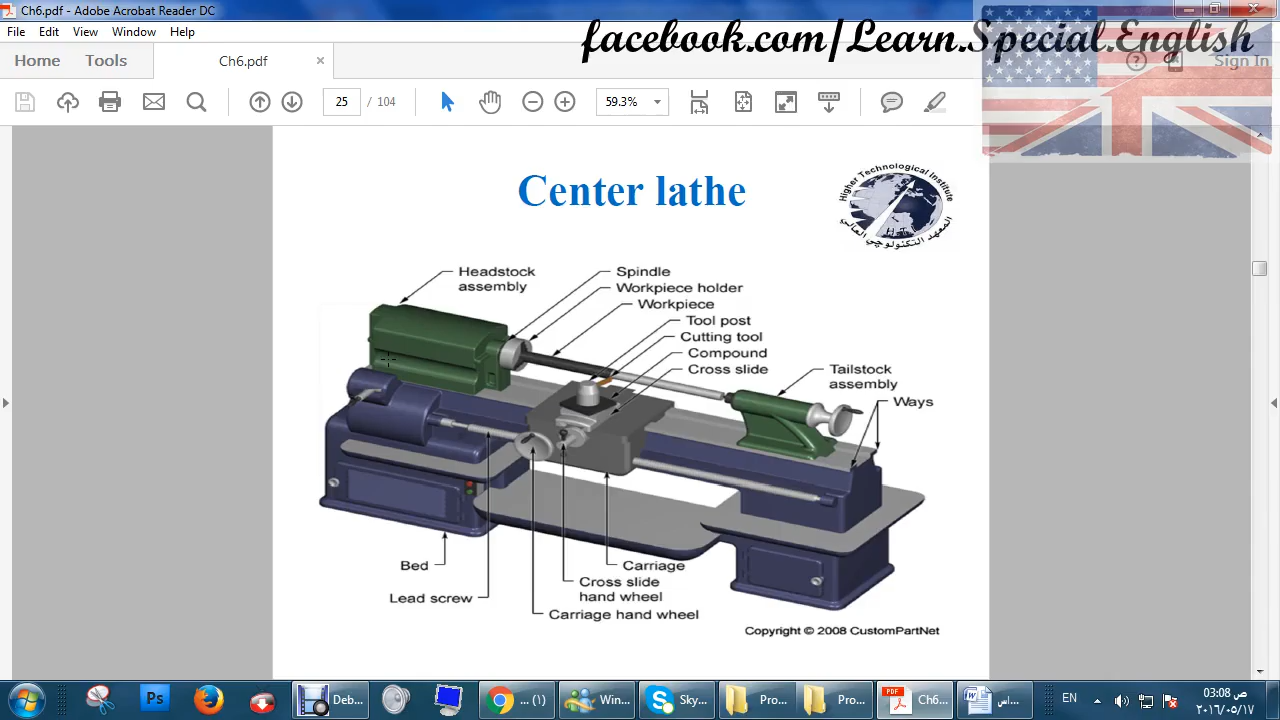 Ch6.pdf - Adobe Acrobat Reader DC
File Edit View Window Help
facebook.com/Learn.Special.English
Home Tools
Ch6.pdf
Sign In
25 / 104
59.3%
Center lathe
Higher Technological Institute
H.T.I
المعهد التكنولوجي العالي
Headstock
assembly
Spindle
Workpiece holder
Workpiece
Tool post
Cutting tool
Compound
Cross slide
Tailstock
assembly
Ways
Bed
Lead screw
Carriage
Cross slide
hand wheel
Carriage hand wheel
Copyright © 2008 CustomPartNet
Ps
Deb...
(1) ...
Win...
Sky...
Pro...
Pro...
PDF
Ch6...
...اس
EN
03:08 ص
٢٠١٦/٠٥/١٧